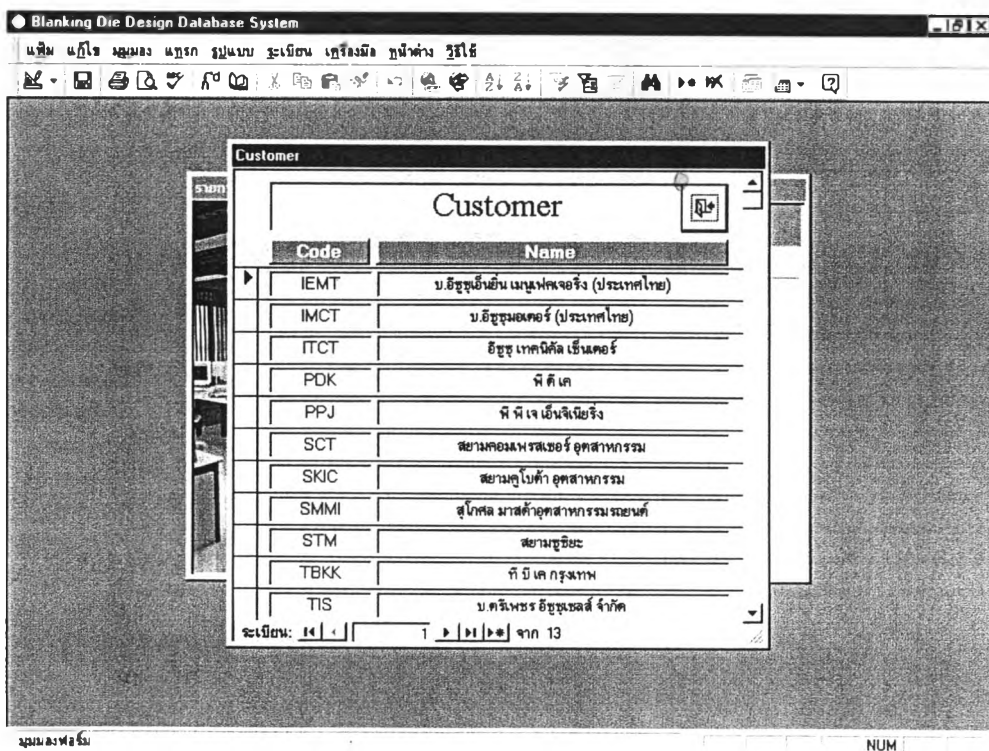 Blanking Die Design Database System
แฟ้ม แก้ไข มุมมอง แทรก รูปแบบ ระเบียน เครื่องมือ หน้าต่าง วิธีใช้
Customer
Customer
Code Name
IEMT บ.อีซูซุเอ็นยิ่น เมนูแฟคเจอริ่ง (ประเทศไทย)
IMCT บ.อีซูซุมอเตอร์ (ประเทศไทย)
ITCT อีซูซุ เทคนิคัล เซ็นเตอร์
PDK พี ดี เค
PPJ พี พี เจ เอ็นจิเนียริ่ง
SCT สยามคอมเพรสเซอร์ อุตสาหกรรม
SKIC สยามคูโบต้า อุตสาหกรรม
SMMI สุโกศล มาสด้าอุตสาหกรรมรถยนต์
STM สยามซูชิยะ
TBKK ที บี เค กรุงเทพ
TIS บ.ตรีเพชร อีซูซุเซลส์ จำกัด
ระเบียน: 1 จาก 13
มุมมองฟอร์ม NUM